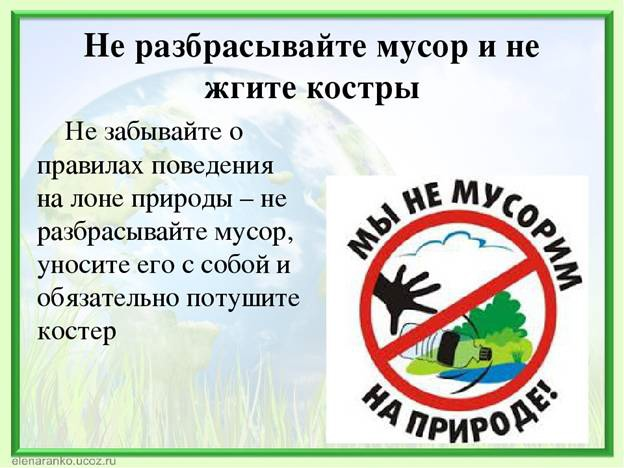 Не разбрасывайте мусор и не
жгите костры
Не забывайте о
правилах поведения
на лоне природы – не
разбрасывайте мусор,
уносите его с собой и
обязательно потушите
костер
МЫ НЕ МУСОРИМ
НА ПРИРОДЕ!
elenaranko.ucoz.ru